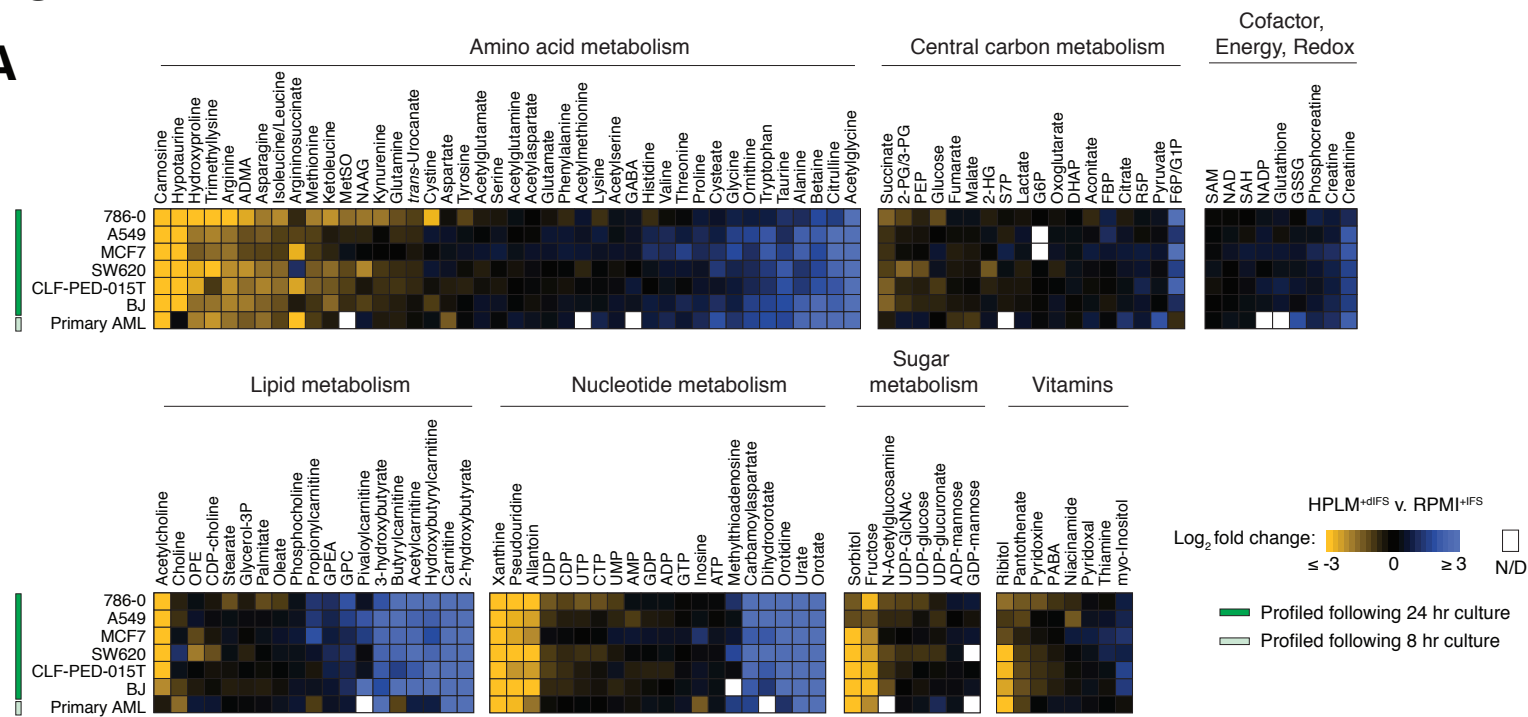 A
Amino acid metabolism
Central carbon metabolism
Cofactor,
Energy, Redox
Carnosine
Hypotaurine
Hydroxyproline
Trimethyllysine
Arginine
ADMA
Asparagine
Isoleucine/Leucine
Argininosuccinate
Methionine
Ketoleucine
MetSO
NAAG
Kynurenine
Glutamine
trans-Urocanate
Cystine
Aspartate
Tyrosine
Acetylglutamate
Serine
Acetylglutamine
Acetylaspartate
Glutamate
Phenylalanine
Acetylmethionine
Lysine
Acetylserine
GABA
Histidine
Valine
Threonine
Proline
Cysteate
Glycine
Ornithine
Tryptophan
Taurine
Alanine
Betaine
Citrulline
Acetylglycine
Succinate
2-PG/3-PG
PEP
Glucose
Fumarate
Malate
2-HG
S7P
Lactate
G6P
Oxoglutarate
DHAP
Aconitate
FBP
Citrate
R5P
Pyruvate
F6P/G1P
SAM
NAD
SAH
NADP
Glutathione
GSSG
Phosphocreatine
Creatine
Creatinine
786-0
A549
MCF7
SW620
CLF-PED-015T
BJ
Primary AML
Lipid metabolism
Nucleotide metabolism
Sugar
metabolism
Vitamins
Acetylcholine
Choline
OPE
CDP-choline
Stearate
Glycerol-3P
Palmitate
Oleate
Phosphocholine
Propionylcarnitine
GPEA
GPC
Pivaloylcarnitine
3-hydroxybutyrate
Butyrylcarnitine
Acetylcarnitine
Hydroxybutyrylcarnitine
Carnitine
2-hydroxybutyrate
Xanthine
Pseudouridine
Allantoin
UDP
CDP
UTP
CTP
UMP
AMP
GDP
ADP
GTP
Inosine
ATP
Methylthioadenosine
Carbamoylaspartate
Dihydroorotate
Orotidine
Urate
Orotate
Sorbitol
Fructose
N-Acetylglucosamine
UDP-GlcNAc
UDP-glucose
UDP-glucuronate
ADP-mannose
GDP-mannose
Ribitol
Pantothenate
Pyridoxine
PABA
Niacinamide
Pyridoxal
Thiamine
myo-Inositol
786-0
A549
MCF7
SW620
CLF-PED-015T
BJ
Primary AML
HPLM+dIFS v. RPMI+IFS
Log2 fold change:
≤ -3 0 ≥ 3 N/D
Profiled following 24 hr culture
Profiled following 8 hr culture